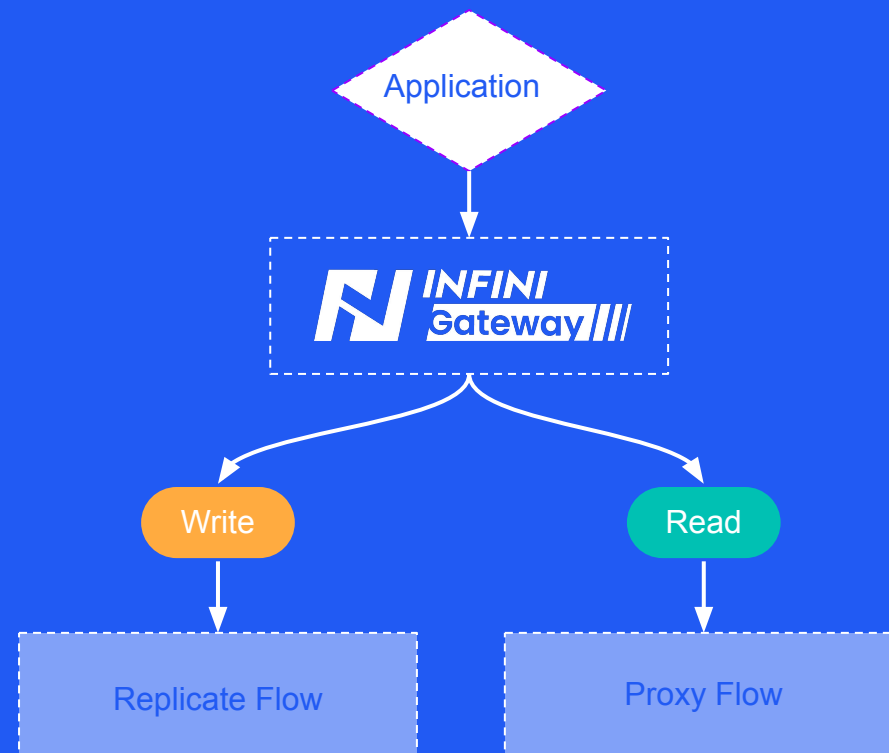 Application
INFINI
Gateway
Write
Read
Replicate Flow
Proxy Flow